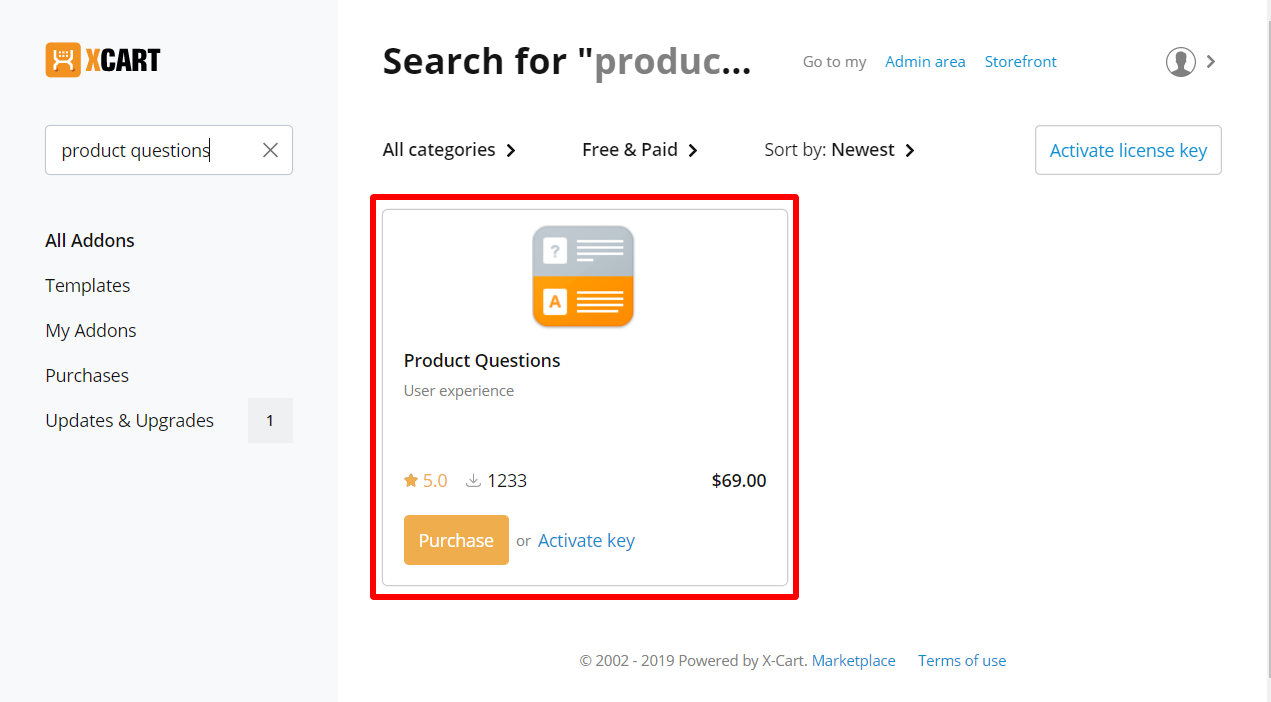 XCART
Search for "produc...
Go to my Admin area Storefront
product questions
All categories
Free & Paid
Sort by: Newest
Activate license key
All Addons
Templates
My Addons
Purchases
Updates & Upgrades 1
?
A
Product Questions
User experience
5.0 1233 $69.00
Purchase or Activate key
© 2002 - 2019 Powered by X-Cart. Marketplace Terms of use